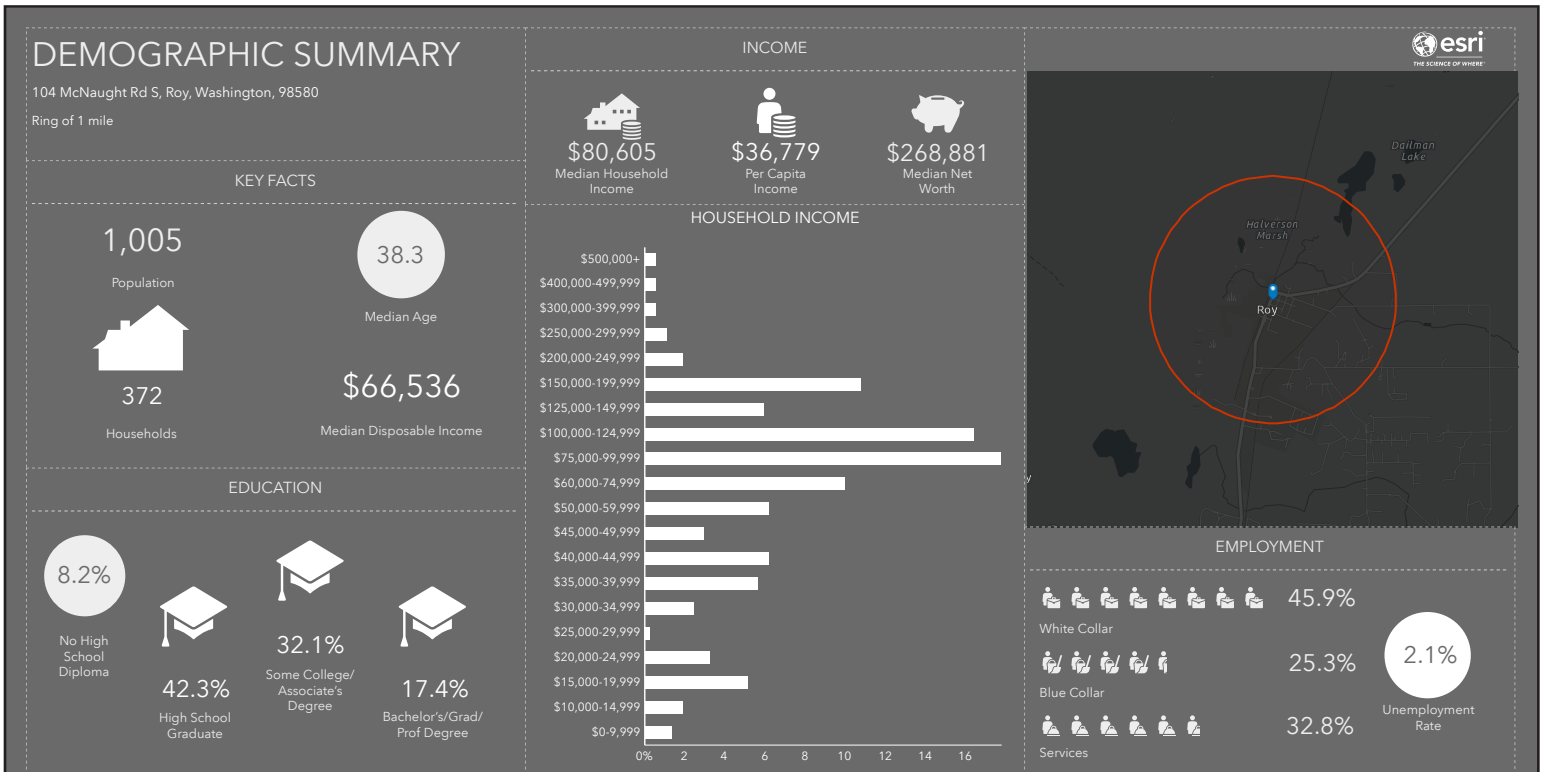 DEMOGRAPHIC SUMMARY
104 McNaught Rd S, Roy, Washington, 98580
Ring of 1 mile
KEY FACTS
1,005
Population
38.3
Median Age
372
Households
$66,536
Median Disposable Income
EDUCATION
8.2%
No High
School
Diploma
42.3%
High School
Graduate
32.1%
Some College/
Associate's
Degree
17.4%
Bachelor's/Grad/
Prof Degree
INCOME
$80,605
Median Household
Income
$36,779
Per Capita
Income
$268,881
Median Net
Worth
HOUSEHOLD INCOME
$500,000+
$400,000-499,999
$300,000-399,999
$250,000-299,999
$200,000-249,999
$150,000-199,999
$125,000-149,999
$100,000-124,999
$75,000-99,999
$60,000-74,999
$50,000-59,999
$45,000-49,999
$40,000-44,999
$35,000-39,999
$30,000-34,999
$25,000-29,999
$20,000-24,999
$15,000-19,999
$10,000-14,999
$0-9,999
0% 2 4 6 8 10 12 14 16
esri
THE SCIENCE OF WHERE™
Dailman
Lake
Halverson
Marsh
Roy
y
EMPLOYMENT
45.9%
White Collar
25.3%
Blue Collar
32.8%
Services
2.1%
Unemployment
Rate